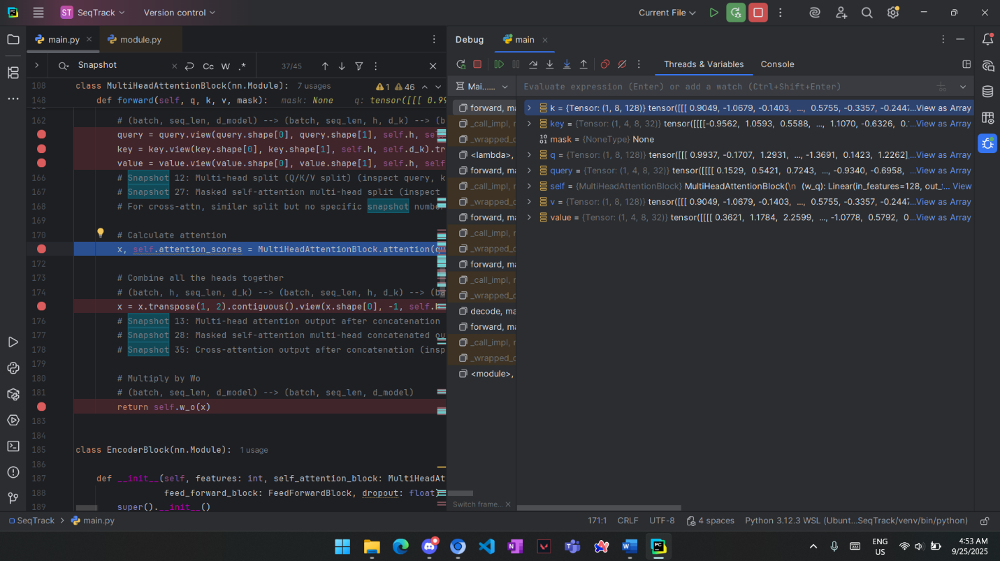 ST SeqTrack Version control Current File
main.py module.py
Snapshot Cc W .* 37/45
108 class MultiHeadAttentionBlock(nn.Module): 7 usages 1 46
148 def forward(self, q, k, v, mask): mask: None q: tensor([[[ 0.99
162 # (batch, seq_len, d_model) --> (batch, seq_len, h, d_k) --> (b
query = query.view(query.shape[0], query.shape[1], self.h, se
key = key.view(key.shape[0], key.shape[1], self.h, self.d_k).tr
value = value.view(value.shape[0], value.shape[1], self.h, self
166 # Snapshot 12: Multi-head split (Q/K/V split) (inspect query, k
167 # Snapshot 27: Masked self-attention multi-head split (inspect
168 # For cross-attn, similar split but no specific snapshot number
169
170 # Calculate attention
x, self.attention_scores = MultiHeadAttentionBlock.attention(qu
172
173 # Combine all the heads together
174 # (batch, h, seq_len, d_k) --> (batch, seq_len, h, d_k) --> (ba
x = x.transpose(1, 2).contiguous().view(x.shape[0], -1, self.
176 # Snapshot 13: Multi-head attention output after concatenation
177 # Snapshot 28: Masked self-attention multi-head concatenated ou
178 # Snapshot 35: Cross-attention output after concatenation (insp
179
180 # Multiply by Wo
181 # (batch, seq_len, d_model) --> (batch, seq_len, d_model)
return self.w_o(x)
183
184
185 class EncoderBlock(nn.Module): 1 usage
186
187 def __init__(self, features: int, self_attention_block: MultiHeadAt
188 feed_forward_block: FeedForwardBlock, dropout: float)
189 super().__init__()
Debug main
Threads & Variables Console
Mai...... Evaluate expression (Enter) or add a watch (Ctrl+Shift+Enter)
forward, ma
_call_impl, m
_wrapped_c
<lambda>,
forward, ma
_call_impl, m
_wrapped_c
forward, ma
_call_impl, m
_wrapped_c
forward, ma
_call_impl, m
_wrapped_c
decode, ma
forward, ma
_call_impl, m
_wrapped_c
<module>,
Switch frame...
k = {Tensor: (1, 8, 128)} tensor([[[ 0.9049, -1.0679, -0.1403, ..., 0.5755, -0.3357, -0.2447,...View as Array
key = {Tensor: (1, 4, 8, 32)} tensor([[[[-0.9562, 1.0593, 0.5588, ..., 1.1070, -0.6326, 0....View as Array
mask = {NoneType} None
q = {Tensor: (1, 8, 128)} tensor([[[ 0.9937, -0.1707, 1.2931, ..., -1.3691, 0.1423, 1.2262],...View as Array
query = {Tensor: (1, 4, 8, 32)} tensor([[[[ 0.1529, 0.5421, 0.7243, ..., -0.9340, -0.6958, 0...View as Array
self = {MultiHeadAttentionBlock} MultiHeadAttentionBlock(\n (w_q): Linear(in_features=128, out_... View
v = {Tensor: (1, 8, 128)} tensor([[[ 0.9049, -1.0679, -0.1403, ..., 0.5755, -0.3357, -0.2447,...View as Array
value = {Tensor: (1, 4, 8, 32)} tensor([[[[ 0.3621, 1.1784, 2.2599, ..., -1.0778, 0.5792, 0...View as Array
SeqTrack main.py 171:1 CRLF UTF-8 4 spaces Python 3.12.3 WSL (Ubunt...SeqTrack/venv/bin/python)
ENG
US
4:53 AM
9/25/2025